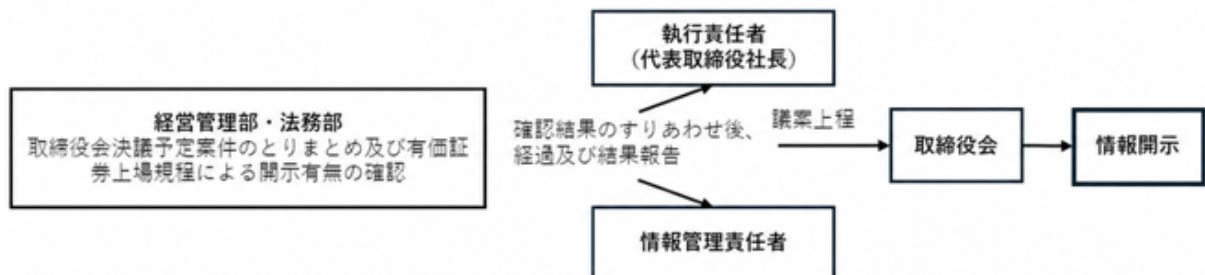 執行責任者
（代表取締役社長）
経営管理部・法務部
取締役会決議予定案件のとりまとめ及び有価証
券上場規程による開示有無の確認
確認結果のすりあわせ後、
経過及び結果報告
議案上程
取締役会
情報開示
情報管理責任者